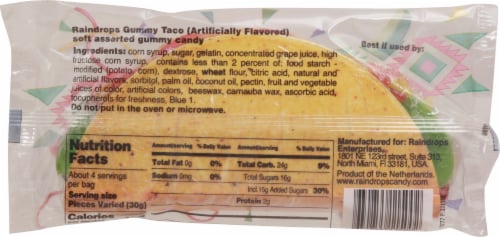 Raindrops Gummy Taco (Artificially Flavored)
soft assorted gummy candy
Ingredients: corn syrup, sugar, gelatin, concentrated grape juice, high
fructose corn syrup, contains less than 2 percent of: food starch -
modified (potato, corn), dextrose, wheat flour, citric acid, natural and
artificial flavors, sorbitol, palm oil, coconut oil, pectin, fruit and vegetable
juices of color, artificial colors, beeswax, carnauba wax, ascorbic acid,
tocopherols for freshness, Blue 1.
Do not put in the oven or microwave.
Best if used by:
Nutrition
Facts
About 4 servings
per bag
Serving size
Pieces Varied (30g)
Calories
Amount/Serving % Daily Value
Total Fat 0g 0%
Sodium 0mg 0%
Amount/Serving % Daily Value
Total Carb. 24g 9%
Total Sugars 16g
Incl.15g Added Sugars 30%
Protein 2g
Manufactured for: Raindrops
Enterprises.
1801 NE 123rd street, Suite 313,
North Miami, Fl 33181, USA.
Product of the Netherlands.
www.raindropscandy.com